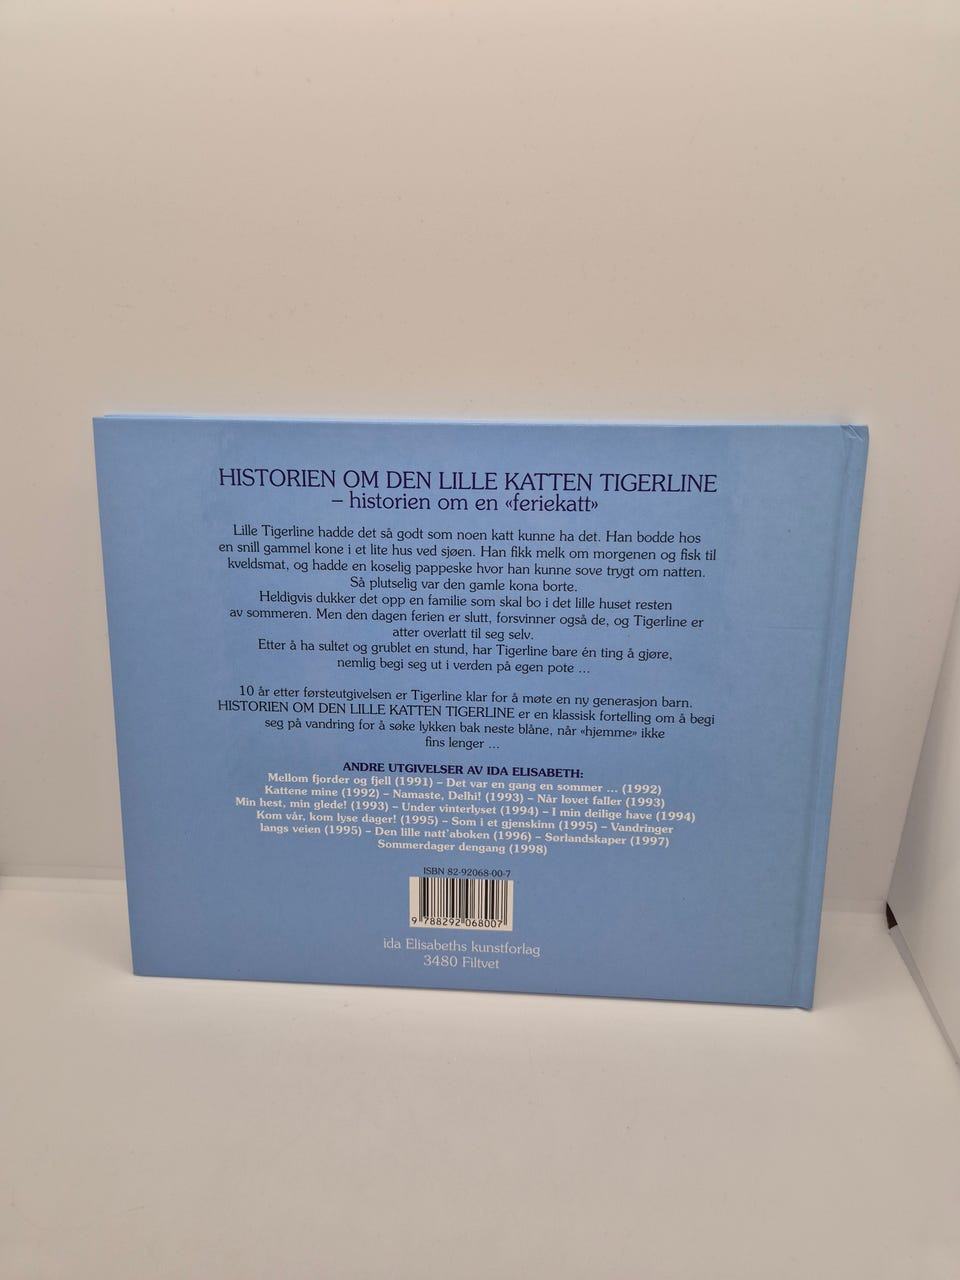 HISTORIEN OM DEN LILLE KATTEN TIGERLINE
– historien om en «feriekatt»
Lille Tigerline hadde det så godt som noen katt kunne ha det. Han bodde hos
en snill gammel kone i et lite hus ved sjøen. Han fikk melk om morgenen og fisk til
kveldsmat, og hadde en koselig pappeske hvor han kunne sove trygt om natten.
Så plutselig var den gamle kona borte.
Heldigvis dukker det opp en familie som skal bo i det lille huset resten
av sommeren. Men den dagen ferien er slutt, forsvinner også de, og Tigerline er
atter overlatt til seg selv.
Etter å ha sultet og grublet en stund, har Tigerline bare én ting å gjøre,
nemlig begi seg ut i verden på egen pote ...
10 år etter førsteutgivelsen er Tigerline klar for å møte en ny generasjon barn.
HISTORIEN OM DEN LILLE KATTEN TIGERLINE er en klassisk fortelling om å begi
seg på vandring for å søke lykken bak neste blåne, når «hjemme» ikke
fins lenger ...
ANDRE UTGIVELSER AV IDA ELISABETH:
Mellom fjorder og fjell (1991) – Det var en gang en sommer ... (1992)
Kattene mine (1992) – Namaste, Delhi! (1993) – Når løvet faller (1993)
Min hest, min glede! (1993) – Under vinterlyset (1994) – I min deilige have (1994)
Kom vår, kom lyse dager! (1995) – Som i et gjenskinn (1995) – Vandringer
langs veien (1995) – Den lille natt'aboken (1996) – Sørlandskaper (1997)
Sommerdager dengang (1998)
ISBN 82-92068-00-7
9 788292 068007
ida Elisabeths kunstforlag
3480 Filtvet